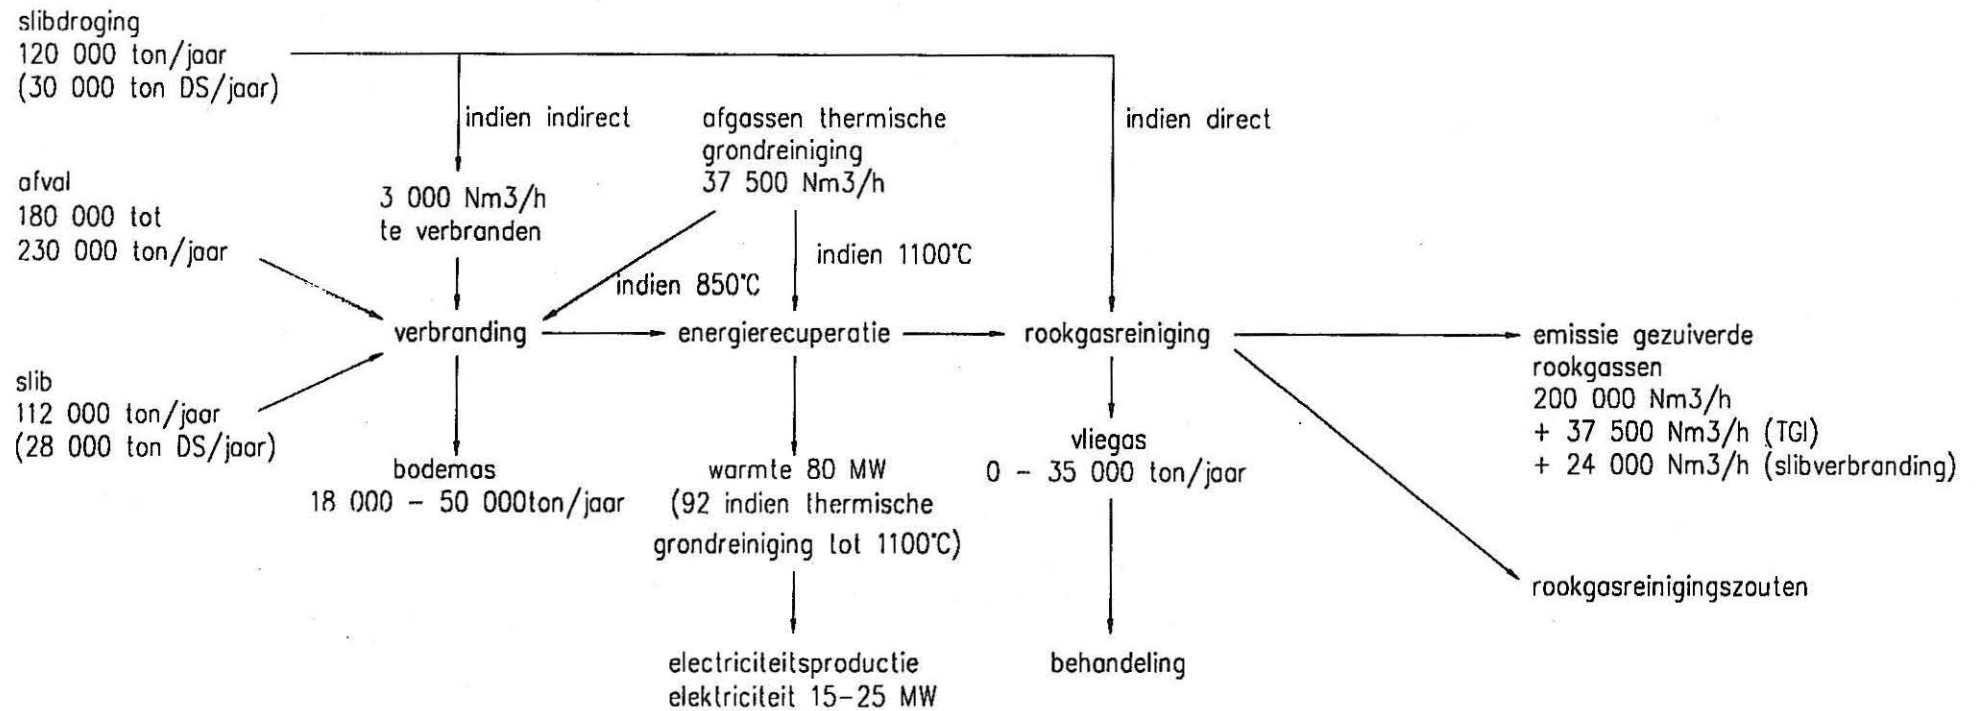 slibdroging
120 000 ton/jaar
(30 000 ton DS/jaar)
indien indirect
afgassen thermische
grondreiniging
37 500 Nm3/h
indien direct
afval
180 000 tot
230 000 ton/jaar
3 000 Nm3/h
te verbranden
indien 1100°C
indien 850°C
verbranding
energierecuperatie
rookgasreiniging
emissie gezuiverde
rookgassen
200 000 Nm3/h
+ 37 500 Nm3/h (TGI)
+ 24 000 Nm3/h (slibverbranding)
slib
112 000 ton/jaar
(28 000 ton DS/jaar)
bodemas
18 000 – 50 000ton/jaar
warmte 80 MW
(92 indien thermische
grondreiniging tot 1100°C)
vliegas
0 – 35 000 ton/jaar
rookgasreinigingszouten
electriciteitsproductie
elektriciteit 15–25 MW
behandeling